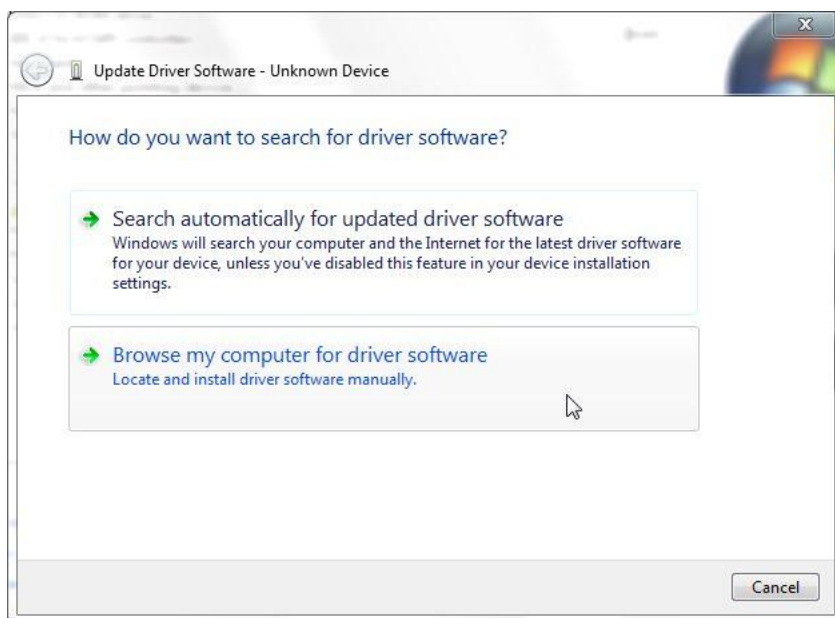 Update Driver Software - Unknown Device
How do you want to search for driver software?
Search automatically for updated driver software
Windows will search your computer and the Internet for the latest driver software
for your device, unless you've disabled this feature in your device installation
settings.
Browse my computer for driver software
Locate and install driver software manually.
Cancel